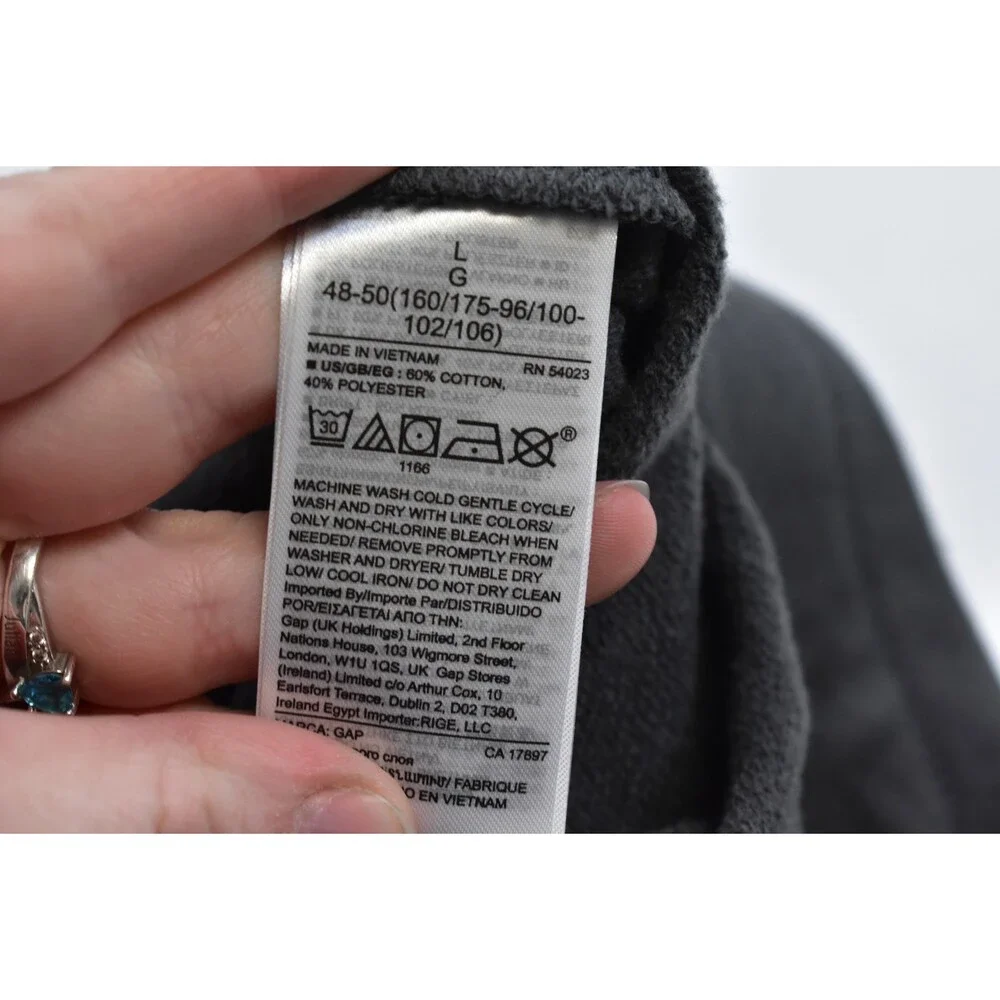 L
G
48-50(160/175-96/100-
102/106)
MADE IN VIETNAM
RN 54023
■ US/GB/EG : 60% COTTON,
40% POLYESTER
30
®
1166
MACHINE WASH COLD GENTLE CYCLE/
WASH AND DRY WITH LIKE COLORS/
ONLY NON-CHLORINE BLEACH WHEN
NEEDED/ REMOVE PROMPTLY FROM
WASHER AND DRYER/ TUMBLE DRY
LOW/ COOL IRON/ DO NOT DRY CLEAN
Imported By/Importe Par/DISTRIBUIDO
POR/ΕΙΣΑΓΕΤΑΙ ΑΠΟ ΤΗΝ:
Gap (UK Holdings) Limited, 2nd Floor
Nations House, 103 Wigmore Street,
London, W1U 1QS, UK Gap Stores
(Ireland) Limited c/o Arthur Cox, 10
Earlsfort Terrace, Dublin 2, D02 T380,
Ireland Egypt Importer:RIGE, LLC
MARCA: GAP
CA 17897
слоя
FABRIQUE
EN VIETNAM